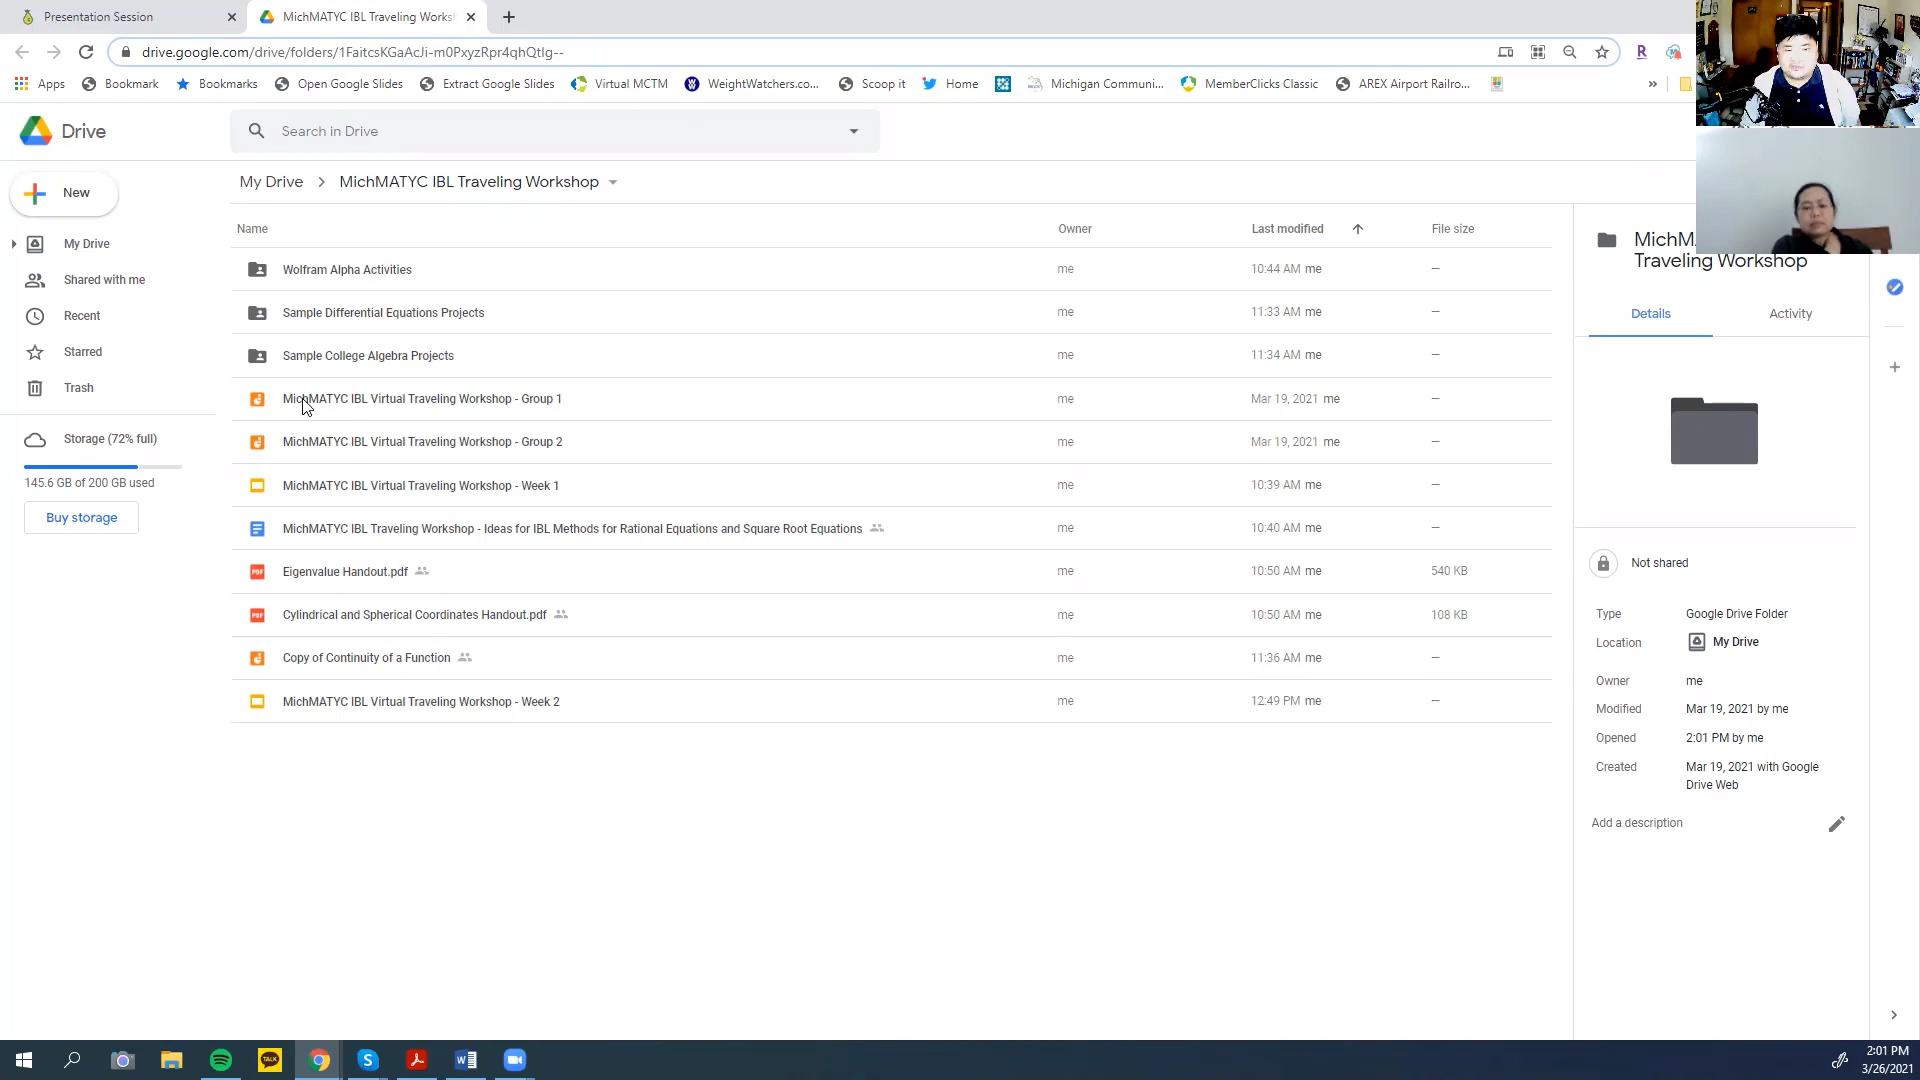 Presentation Session
MichMATYC IBL Traveling Works
drive.google.com/drive/folders/1FaitcsKGaAcJi-m0PxyzRpr4qhQtlg--
Apps Bookmark Bookmarks Open Google Slides Extract Google Slides Virtual MCTM WeightWatchers.co... Scoop it Home Michigan Communi... MemberClicks Classic AREX Airport Railro... »
Drive
Search in Drive
My Drive > MichMATYC IBL Traveling Workshop
New
My Drive
Shared with me
Recent
Starred
Trash
Storage (72% full)
145.6 GB of 200 GB used
Buy storage
Name Owner Last modified File size
Wolfram Alpha Activities me 10:44 AM me —
Sample Differential Equations Projects me 11:33 AM me —
Sample College Algebra Projects me 11:34 AM me —
MichMATYC IBL Virtual Traveling Workshop - Group 1 me Mar 19, 2021 me —
MichMATYC IBL Virtual Traveling Workshop - Group 2 me Mar 19, 2021 me —
MichMATYC IBL Virtual Traveling Workshop - Week 1 me 10:39 AM me —
MichMATYC IBL Traveling Workshop - Ideas for IBL Methods for Rational Equations and Square Root Equations me 10:40 AM me —
Eigenvalue Handout.pdf me 10:50 AM me 540 KB
Cylindrical and Spherical Coordinates Handout.pdf me 10:50 AM me 108 KB
Copy of Continuity of a Function me 11:36 AM me —
MichMATYC IBL Virtual Traveling Workshop - Week 2 me 12:49 PM me —
MichM
Traveling Workshop
Details Activity
Not shared
Type Google Drive Folder
Location My Drive
Owner me
Modified Mar 19, 2021 by me
Opened 2:01 PM by me
Created Mar 19, 2021 with Google
Drive Web
Add a description
2:01 PM
3/26/2021